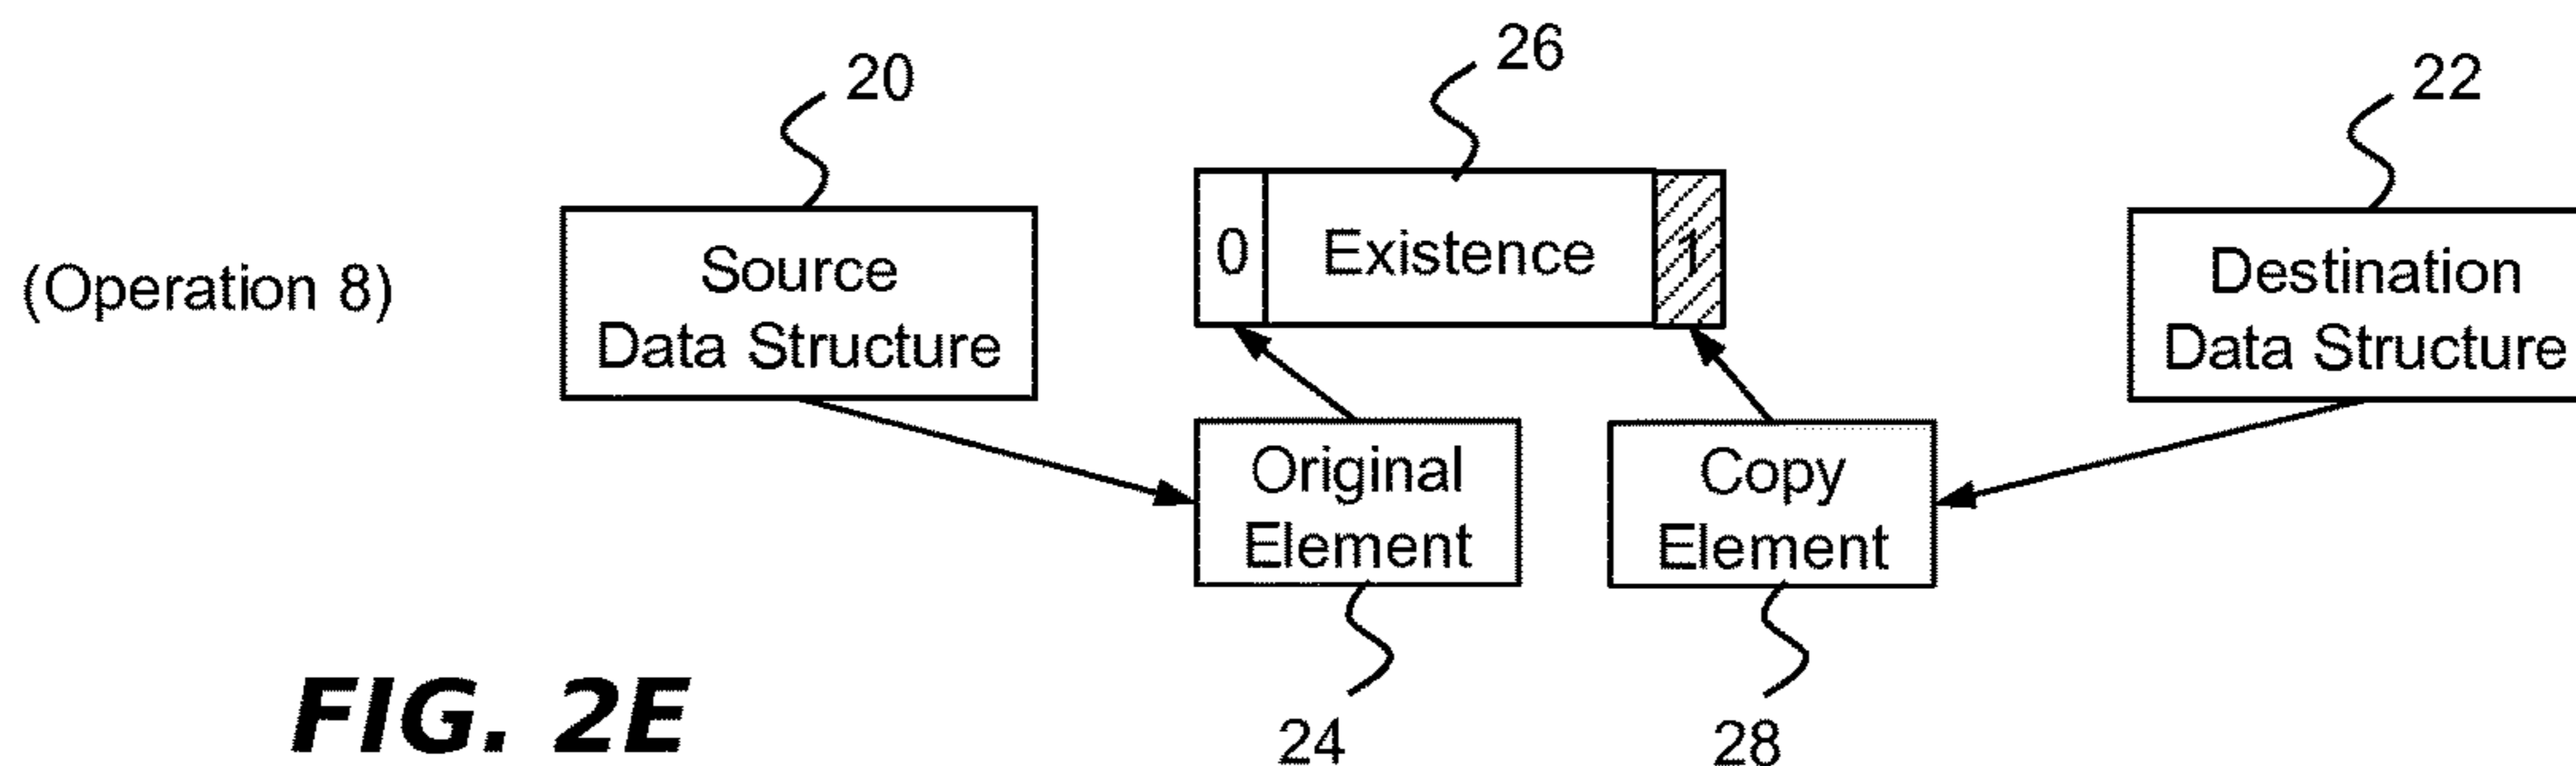 20
26
22
(Operation 8)
Source
Data Structure
0
Existence
1
Destination
Data Structure
Original
Element
Copy
Element
24
28
FIG. 2E